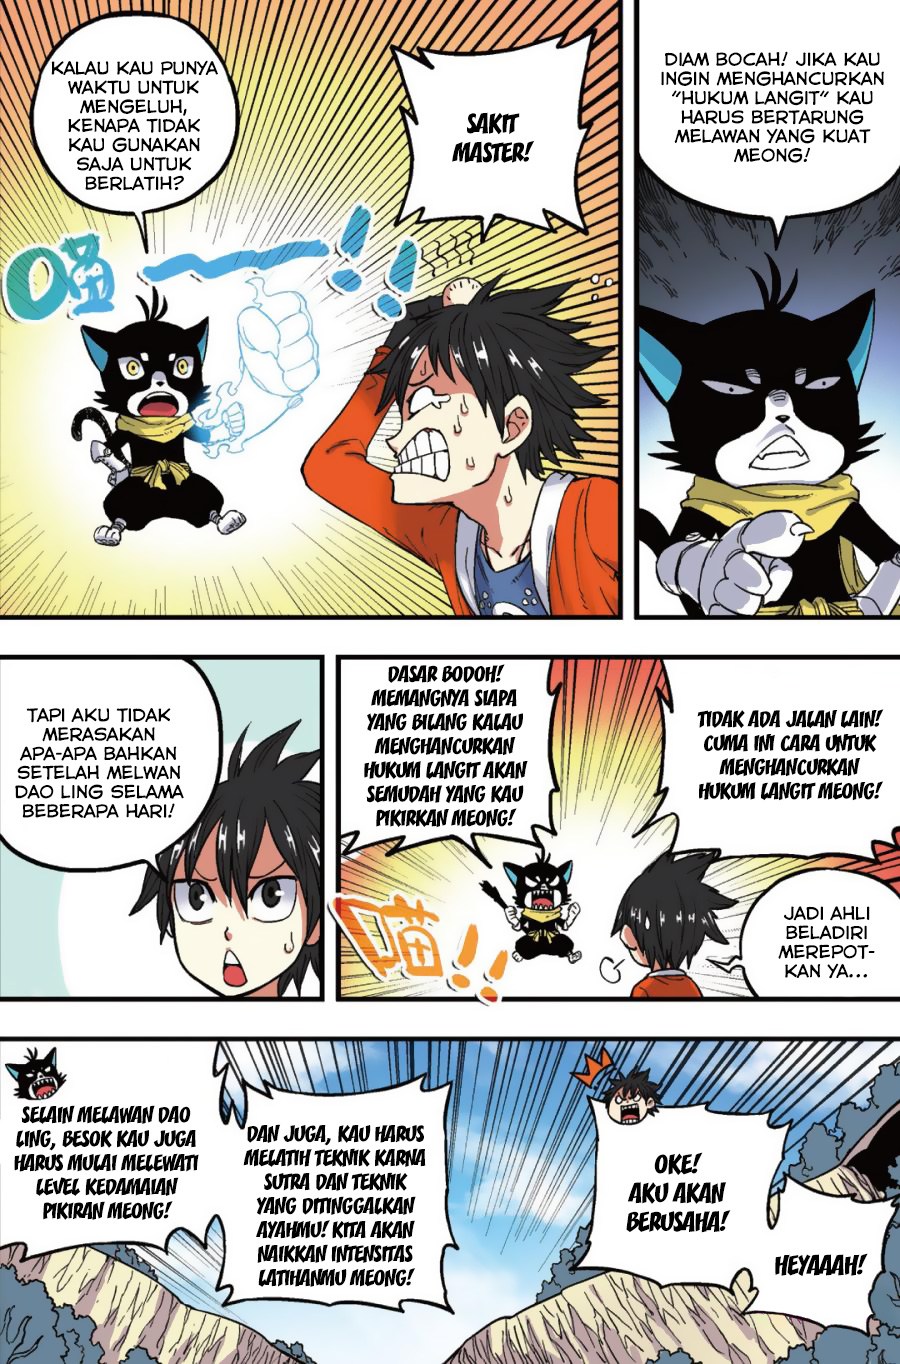 KALAU KAU PUNYA
WAKTU UNTUK
MENGELUH,
KENAPA TIDAK
KAU GUNAKAN
SAJA UNTUK
BERLATIH?
SAKIT
MASTER!
喵——!!
DIAM BOCAH! JIKA KAU
INGIN MENGHANCURKAN
"HUKUM LANGIT" KAU
HARUS BERTARUNG
MELAWAN YANG KUAT
MEONG!
TAPI AKU TIDAK
MERASAKAN
APA-APA BAHKAN
SETELAH MELWAN
DAO LING SELAMA
BEBERAPA HARI!
DASAR BODOH!
MEMANGNYA SIAPA
YANG BILANG KALAU
MENGHANCURKAN
HUKUM LANGIT AKAN
SEMUDAH YANG KAU
PIKIRKAN MEONG!
TIDAK ADA JALAN LAIN!
CUMA INI CARA UNTUK
MENGHANCURKAN
HUKUM LANGIT MEONG!
喵!!
JADI AHLI
BELADIRI
MEREPOT-
KAN YA...
SELAIN MELAWAN DAO
LING, BESOK KAU JUGA
HARUS MULAI MELEWATI
LEVEL KEDAMAIAN
PIKIRAN MEONG!
DAN JUGA, KAU HARUS
MELATIH TEKNIK KARNA
SUTRA DAN TEKNIK
YANG DITINGGALKAN
AYAHMU! KITA AKAN
NAIKKAN INTENSITAS
LATIHANMU MEONG!
OKE!
AKU AKAN
BERUSAHA!
HEYAAAH!